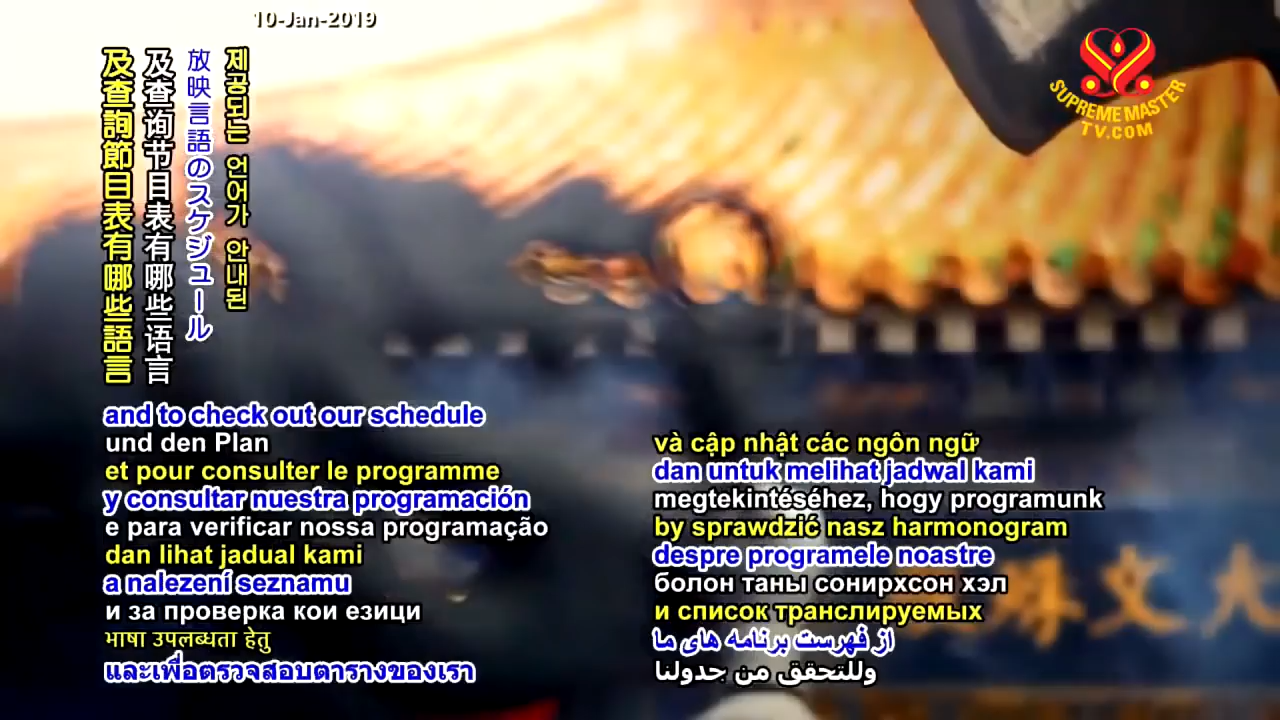 10-Jan-2019
SUPREME MASTER
TV.COM
及查詢節目表有哪些語言
及查询节目表有哪些语言
放映言語のスケジュール
제공되는 언어가 안내된
and to check out our schedule
und den Plan
et pour consulter le programme
y consultar nuestra programación
e para verificar nossa programação
dan lihat jadual kami
a nalezení seznamu
и за проверка кои езици
भाषा उपलब्धता हेतु
และเพื่อตรวจสอบตารางของเรา
và cập nhật các ngôn ngữ
dan untuk melihat jadwal kami
megtekintéséhez, hogy programunk
by sprawdzić nasz harmonogram
despre programele noastre
болон таны сонирхсон хэл
и список транслируемых
از فهرست برنامه های ما
وللتحقق من جدولنا
文 大